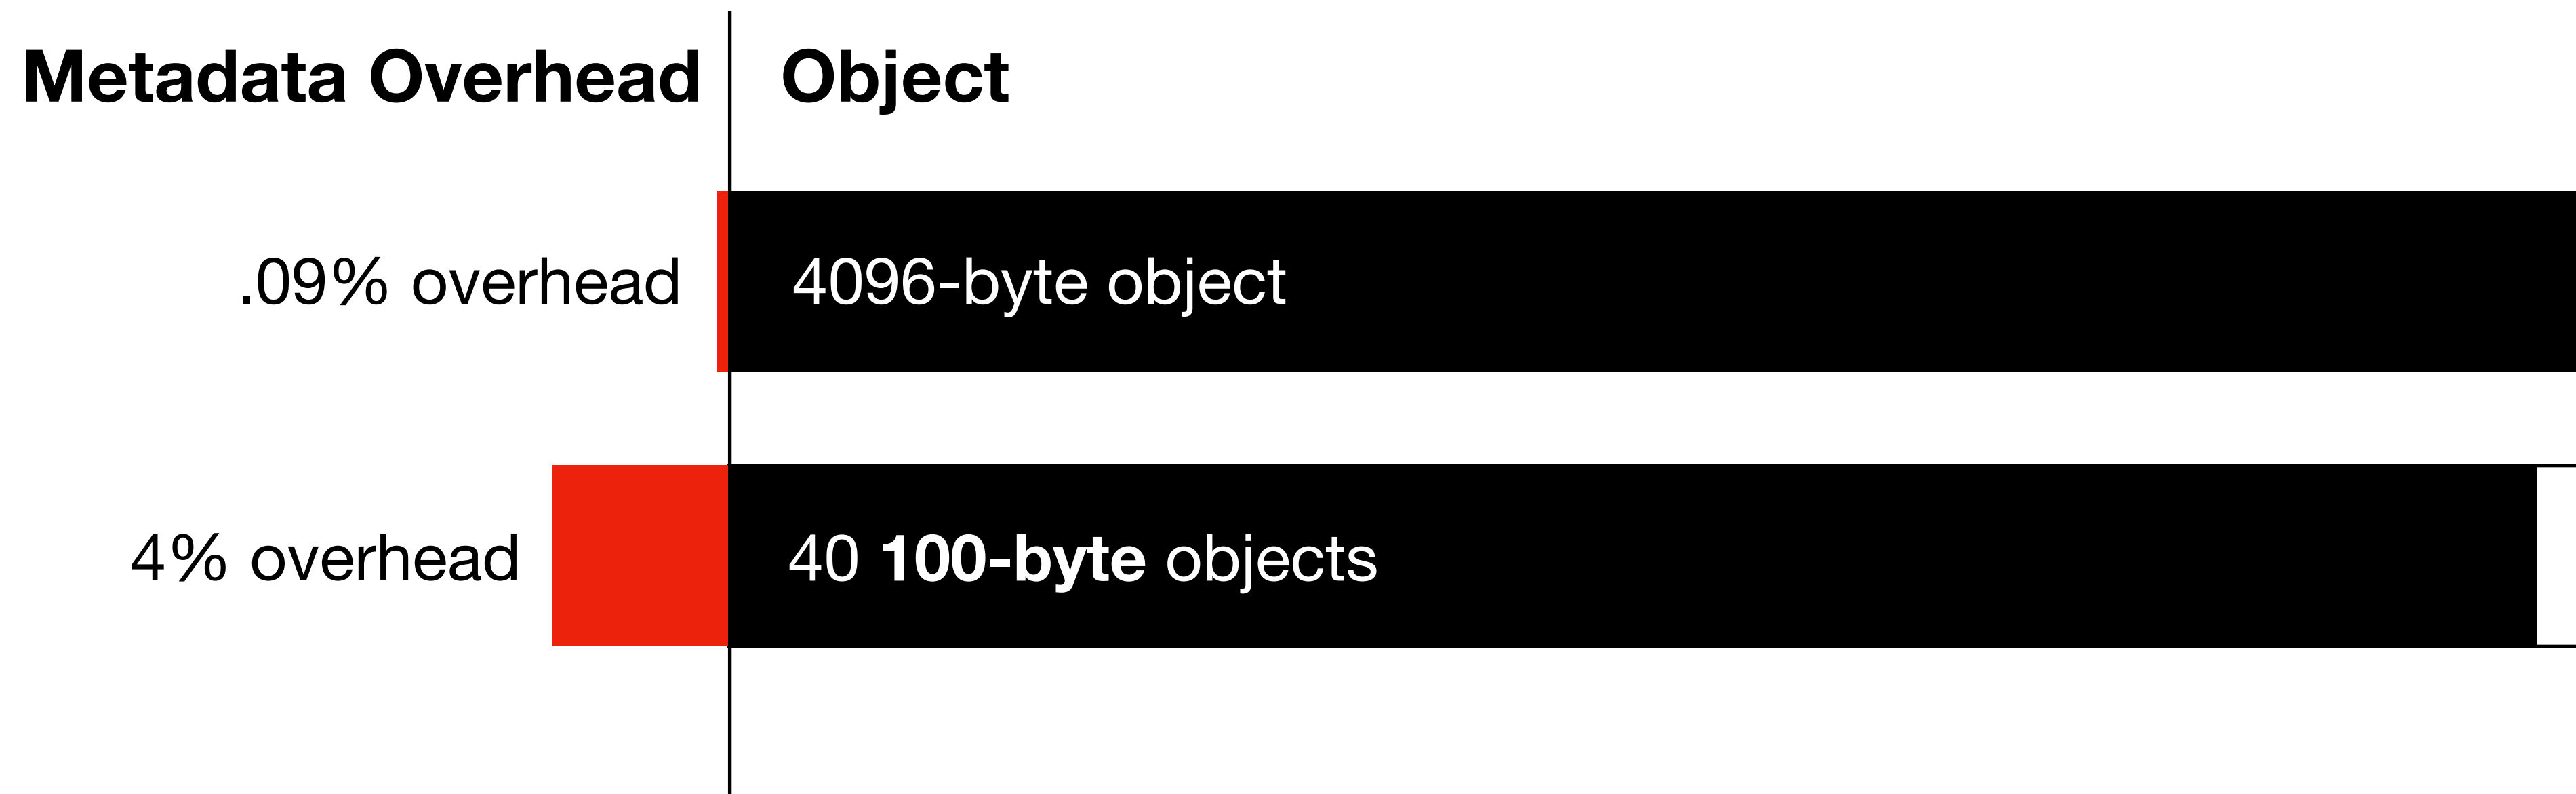 Metadata Overhead
Object
.09% overhead
4096-byte object
4% overhead
40 100-byte objects